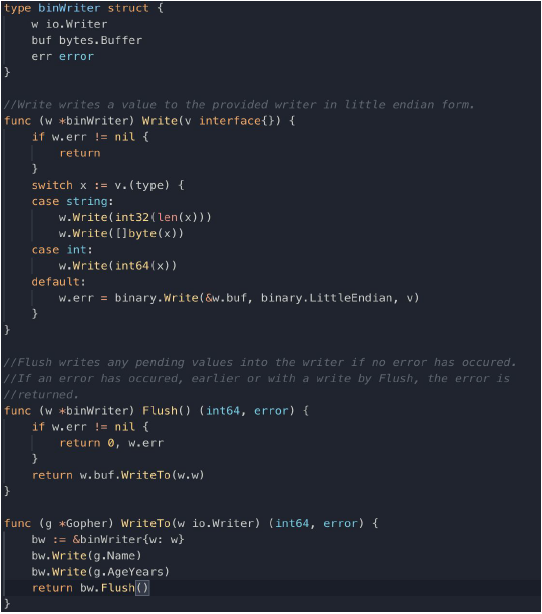 type binWriter struct {
w io.Writer
buf bytes.Buffer
err error
}
//Write writes a value to the provided writer in little endian form.
func (w *binWriter) Write(v interface{}) {
if w.err != nil {
return
}
switch x := v.(type) {
case string:
w.Write(int32(len(x)))
w.Write([]byte(x))
case int:
w.Write(int64(x))
default:
w.err = binary.Write(&w.buf, binary.LittleEndian, v)
}
}
//Flush writes any pending values into the writer if no error has occured.
//If an error has occured, earlier or with a write by Flush, the error is
//returned.
func (w *binWriter) Flush() (int64, error) {
if w.err != nil {
return 0, w.err
}
return w.buf.WriteTo(w.w)
}
func (g *Gopher) WriteTo(w io.Writer) (int64, error) {
bw := &binWriter{w: w}
bw.Write(g.Name)
bw.Write(g.AgeYears)
return bw.Flush()
}